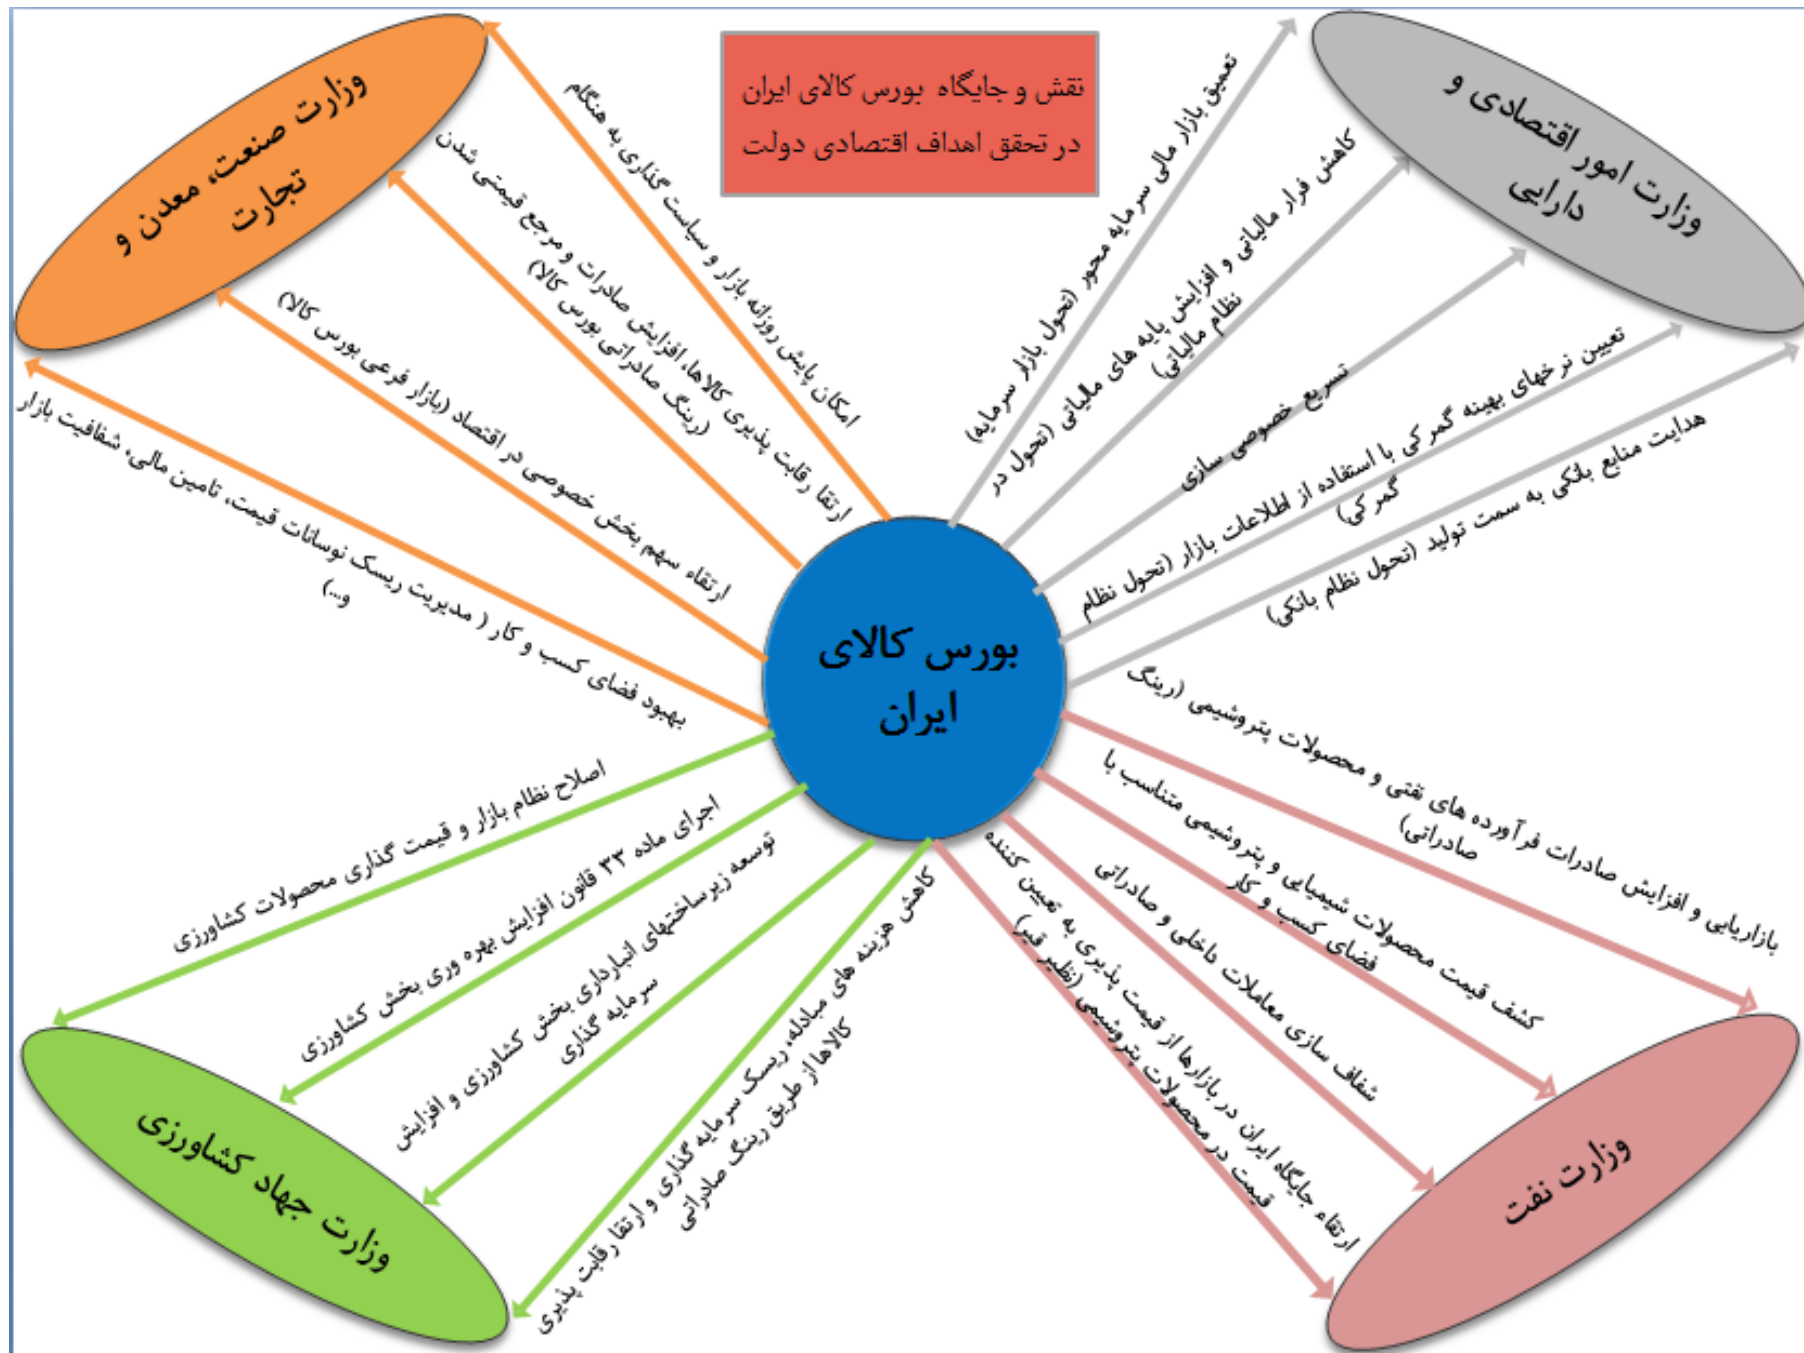 نقش و جایگاه بورس کالای ایران
در تحقق اهداف اقتصادی دولت
وزارت امور اقتصادی و
دارایی
تعمیق بازار مالی سرمایه محور (تحول بازار سرمایه)
کاهش فرار مالیاتی و افزایش پایه های مالیاتی (تحول در
نظام مالیاتی)
تسریع خصوصی سازی
تعیین نرخهای بهینه گمرکی با استفاده از اطلاعات بازار (تحول نظام
گمرکی)
هدایت منابع بانکی به سمت تولید (تحول نظام بانکی)
وزارت صنعت، معدن و
تجارت
امکان پایش روزانه بازار و سیاست گذاری به هنگام
ارتقا رقابت پذیری کالاها، افزایش صادرات و مرجع قیمتی شدن
(رینگ صادراتی بورس کالا)
ارتقاء سهم بخش خصوصی در اقتصاد (بازار فرعی بورس کالا)
بهبود فضای کسب و کار ( مدیریت ریسک نوسانات قیمت، تامین مالی، شفافیت بازار
و...)
بورس کالای
ایران
بازاریابی و افزایش صادرات فرآورده های نفتی و محصولات پتروشیمی (رینگ
صادراتی)
کشف قیمت محصولات شیمیایی و پتروشیمی متناسب با
فضای کسب و کار
شفاف سازی معاملات داخلی و صادراتی
ارتقاء جایگاه ایران در بازارها از قیمت پذیری به تعیین کننده
قیمت در محصولات پتروشیمی (نظیر قیر)
وزارت نفت
اصلاح نظام بازار و قیمت گذاری محصولات کشاورزی
اجرای ماده ۳۳ قانون افزایش بهره وری بخش کشاورزی
توسعه زیرساختهای انبارداری بخش کشاورزی و افزایش
سرمایه گذاری
کاهش هزینه های مبادله، ریسک سرمایه گذاری و ارتقا رقابت پذیری
کالاها از طریق رینگ صادراتی
وزارت جهاد کشاورزی